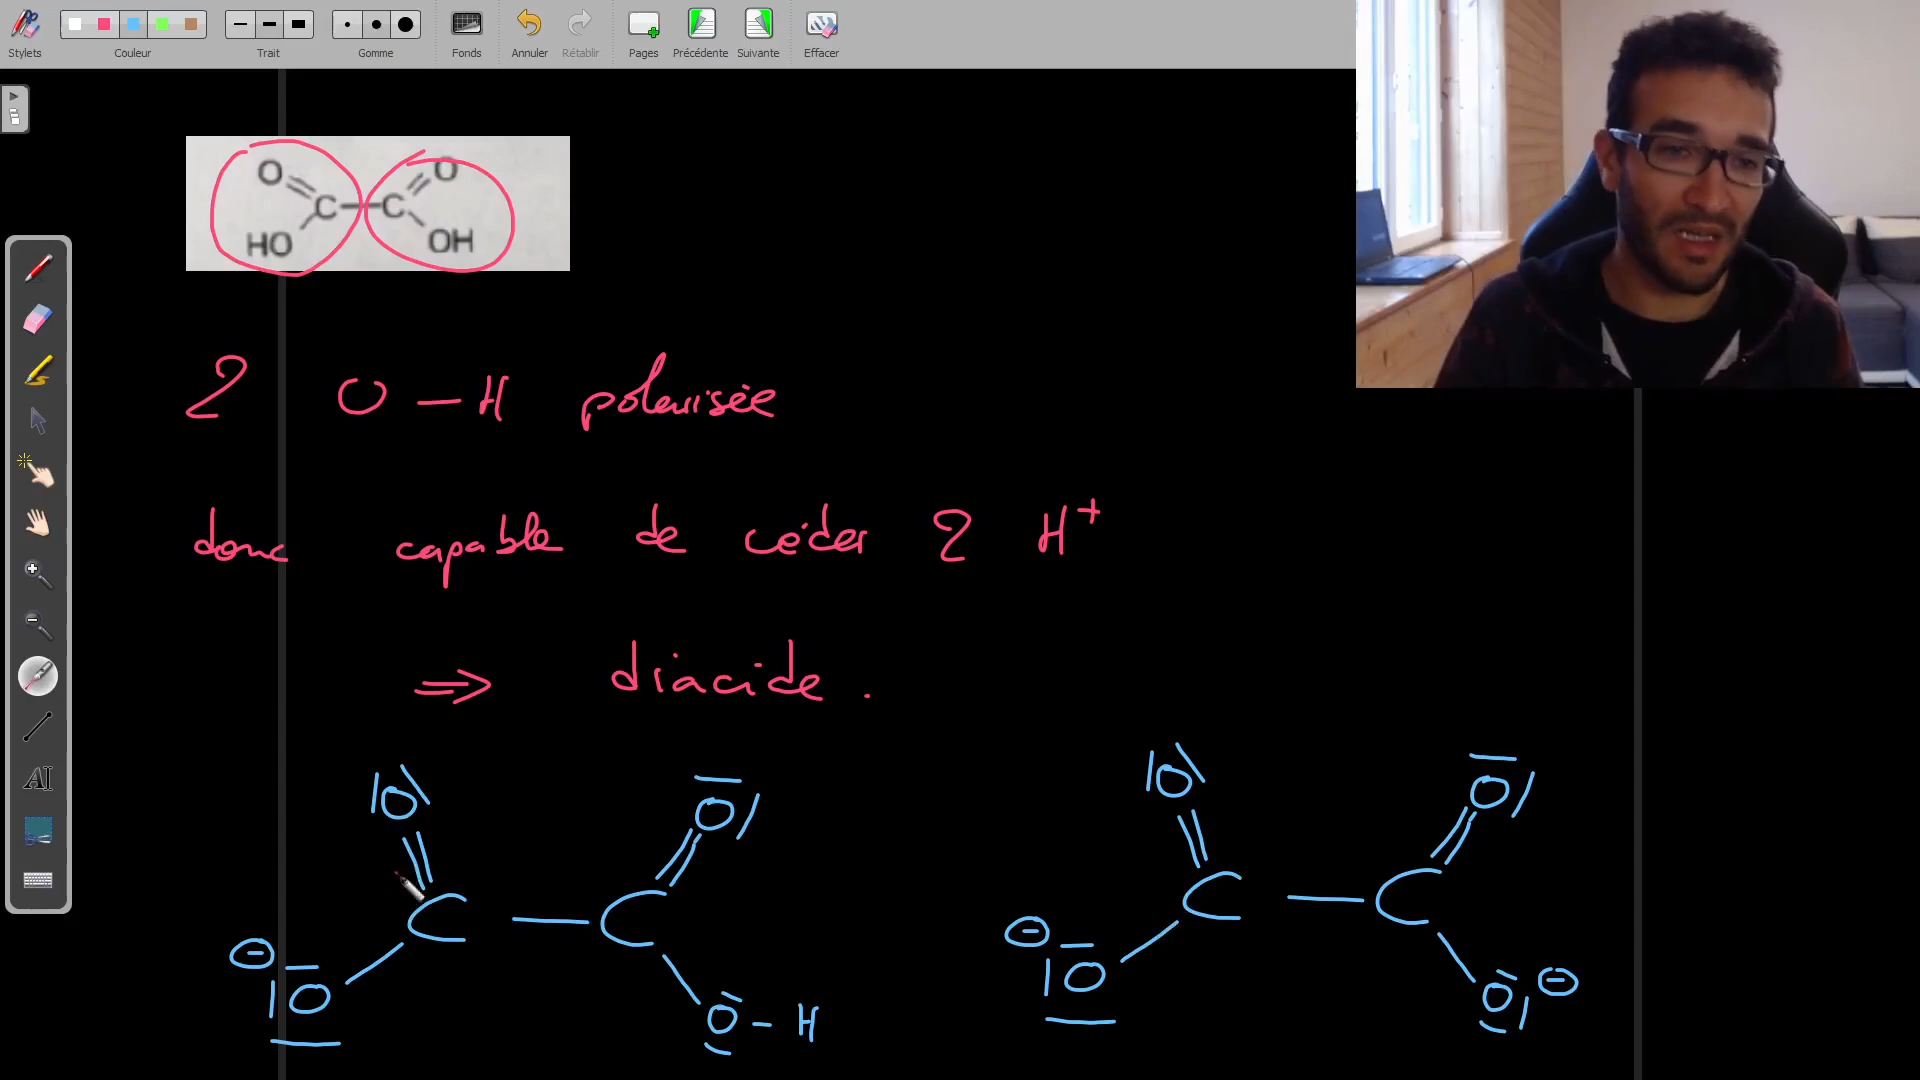 Stylets Couleur Trait Gomme Fonds Annuler Rétablir Pages Précédente Suivante Effacer
O O
C C
HO OH
2 O - H polarisée
donc capable de céder 2 H+
⇒ diacide.
O O O O
C C C C
⊖ ⊖
O O - H O O ⊖
AI